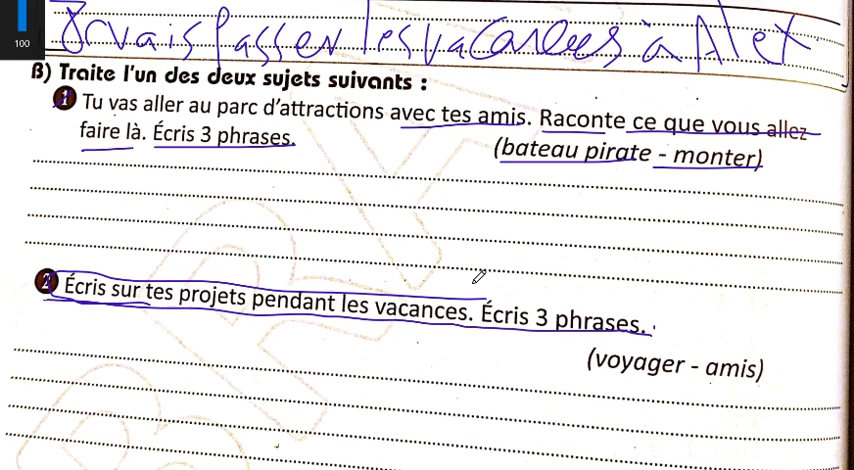 100
vais passer les vacances à Alex
B) Traite l'un des deux sujets suivants :
1 Tu vas aller au parc d'attractions avec tes amis. Raconte ce que vous allez
faire là. Écris 3 phrases.
(bateau pirate - monter)
2 Écris sur tes projets pendant les vacances. Écris 3 phrases.
(voyager - amis)